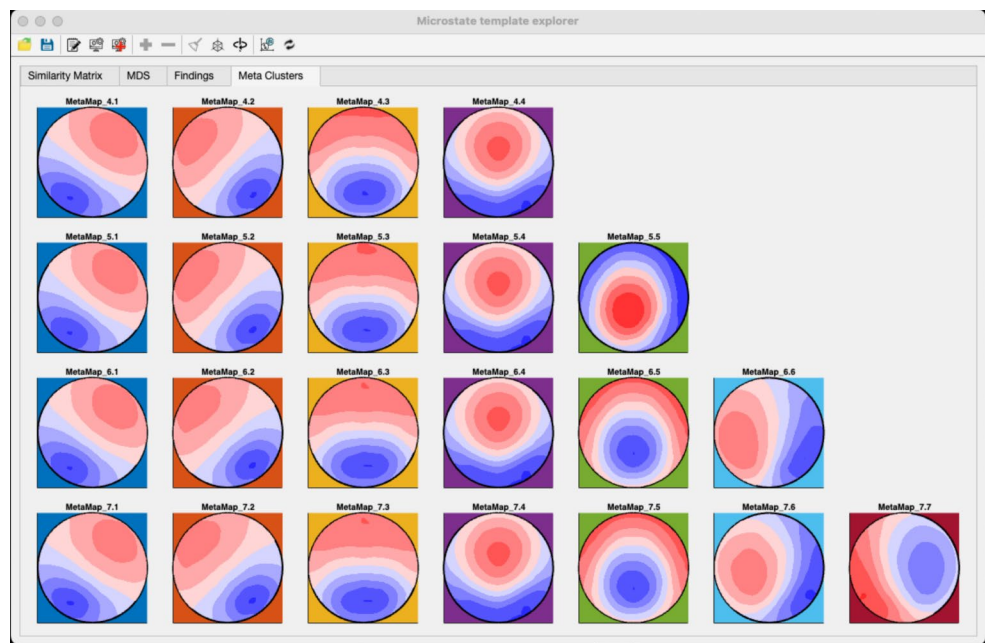 Microstate template explorer
Similarity Matrix MDS Findings Meta Clusters
MetaMap_4.1 MetaMap_4.2 MetaMap_4.3 MetaMap_4.4
MetaMap_5.1 MetaMap_5.2 MetaMap_5.3 MetaMap_5.4 MetaMap_5.5
MetaMap_6.1 MetaMap_6.2 MetaMap_6.3 MetaMap_6.4 MetaMap_6.5 MetaMap_6.6
MetaMap_7.1 MetaMap_7.2 MetaMap_7.3 MetaMap_7.4 MetaMap_7.5 MetaMap_7.6 MetaMap_7.7